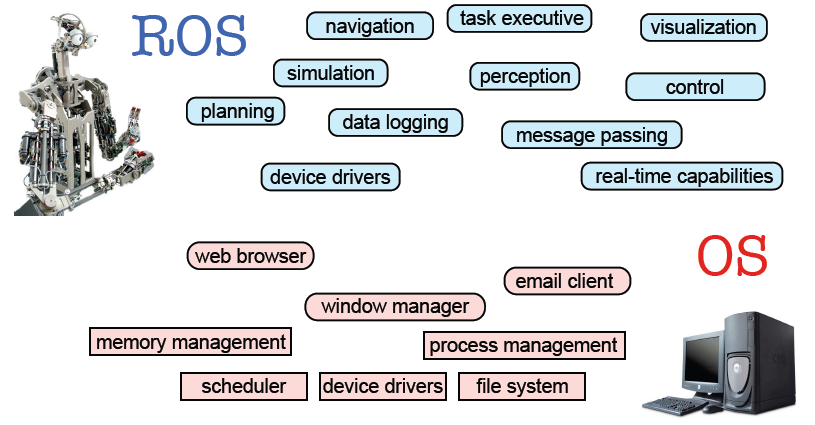 ROS
navigation
task executive
visualization
simulation
perception
control
planning
data logging
message passing
device drivers
real-time capabilities
web browser
OS
email client
window manager
memory management
process management
scheduler
device drivers
file system